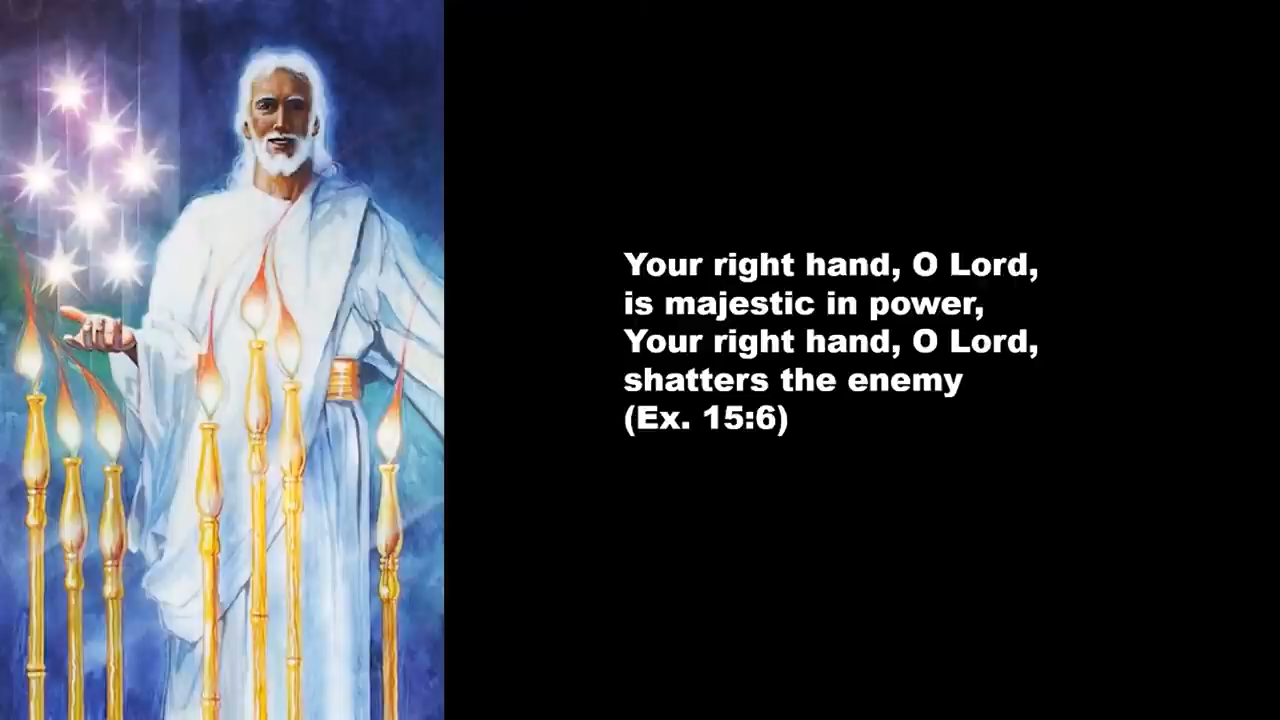 Your right hand, O Lord,
is majestic in power,
Your right hand, O Lord,
shatters the enemy
(Ex. 15:6)